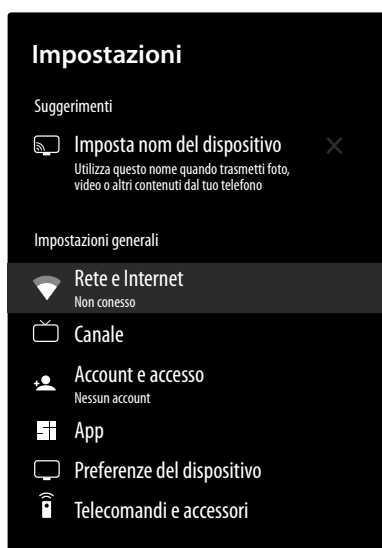 Impostazioni
Suggerimenti
Imposta nom del dispositivo
Utilizza questo nome quando trasmetti foto,
video o altri contenuti dal tuo telefono
Impostazioni generali
Rete e Internet
Non conesso
Canale
Account e accesso
Nessun account
App
Preferenze del dispositivo
Telecomandi e accessori